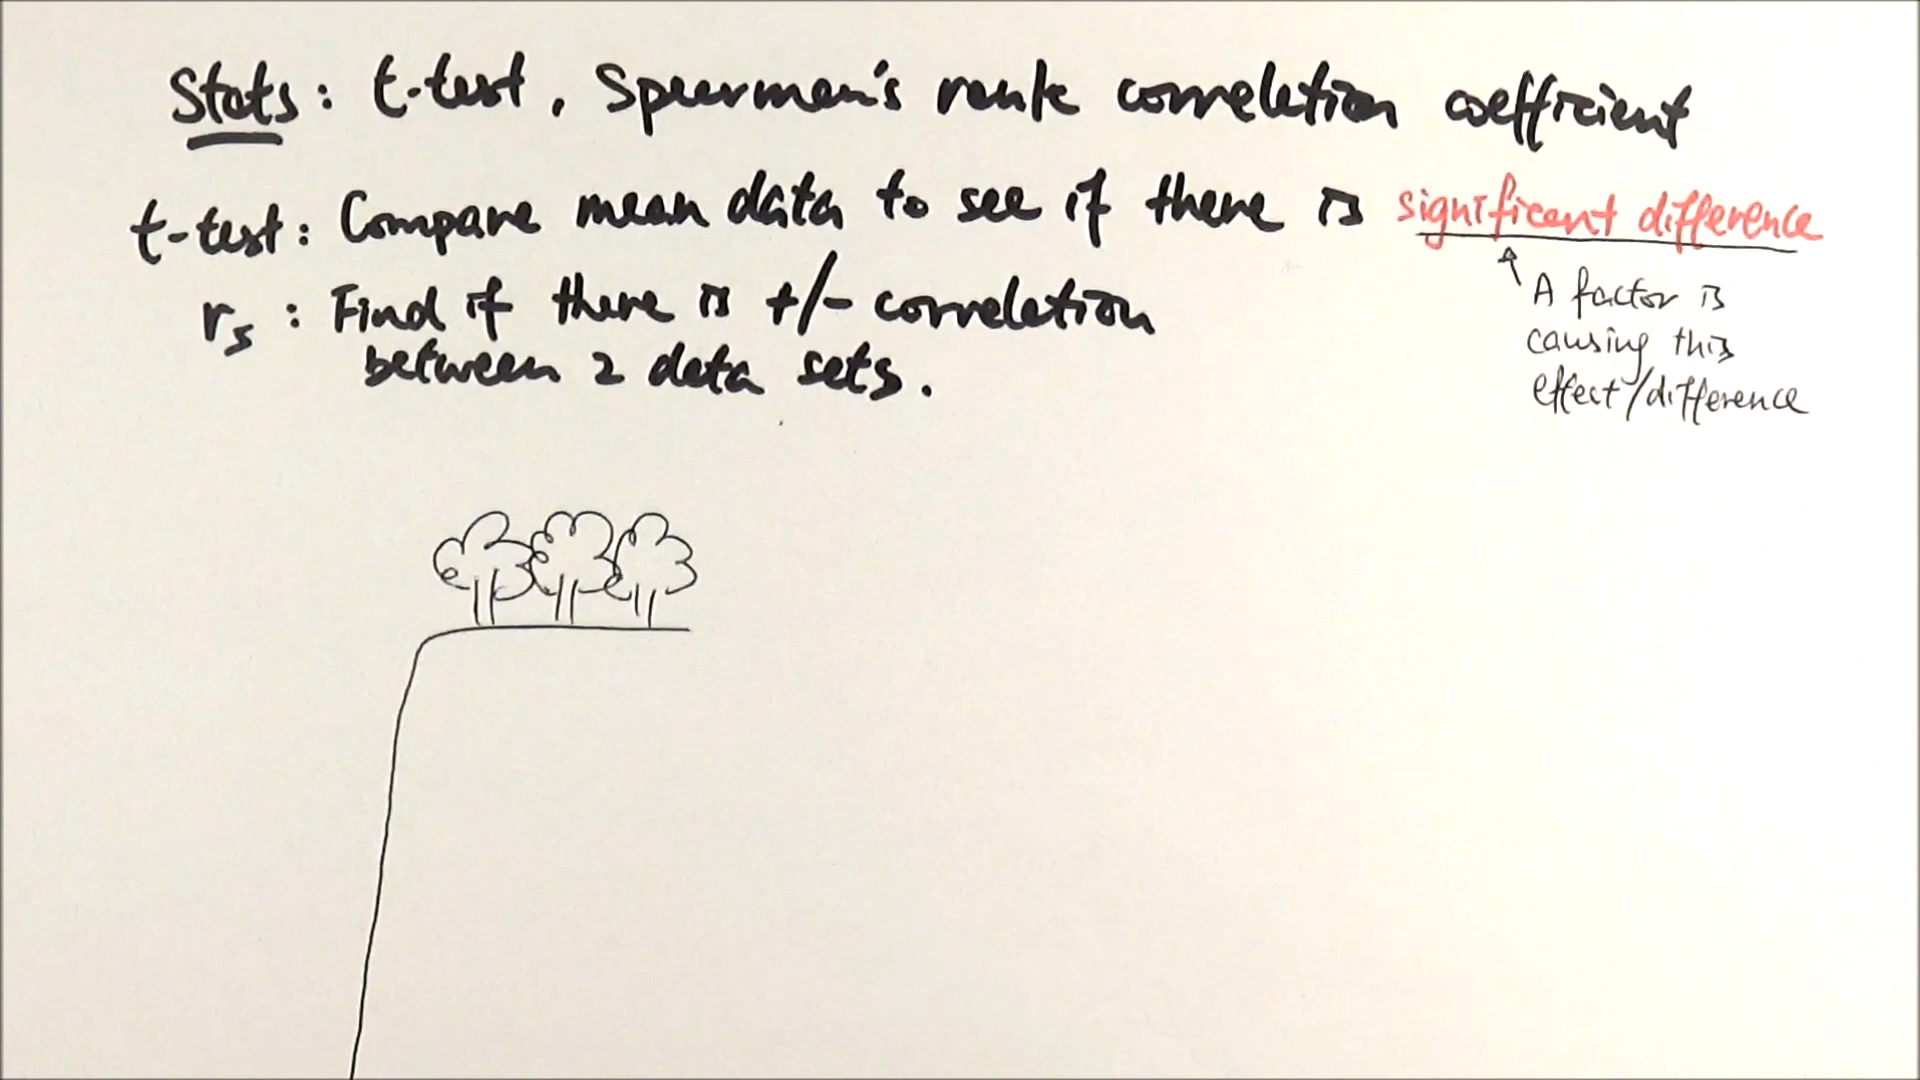 Stats: t-test, Spearman's rank correlation coefficient
t-test: Compare mean data to see if there is significant difference
A factor is
causing this
effect/difference
rs: Find if there is +/- correlation
between 2 data sets.